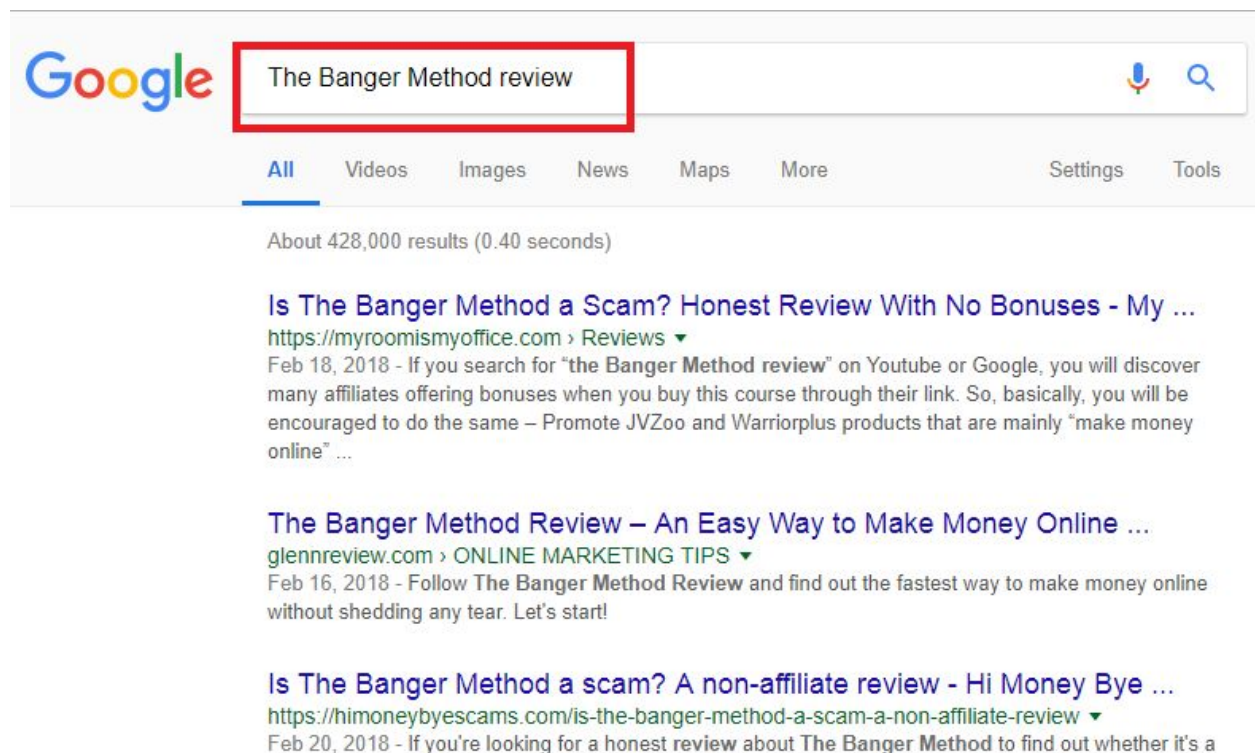 Google The Banger Method review
All Videos Images News Maps More Settings Tools
About 428,000 results (0.40 seconds)
Is The Banger Method a Scam? Honest Review With No Bonuses - My ...
https://myroomismyoffice.com › Reviews ▼
Feb 18, 2018 - If you search for “the Banger Method review” on Youtube or Google, you will discover
many affiliates offering bonuses when you buy this course through their link. So, basically, you will be
encouraged to do the same – Promote JVZoo and Warriorplus products that are mainly “make money
online” ...
The Banger Method Review – An Easy Way to Make Money Online ...
glennreview.com › ONLINE MARKETING TIPS ▼
Feb 16, 2018 - Follow The Banger Method Review and find out the fastest way to make money online
without shedding any tear. Let's start!
Is The Banger Method a scam? A non-affiliate review - Hi Money Bye ...
https://himoneybyescams.com/is-the-banger-method-a-scam-a-non-affiliate-review ▼
Feb 20, 2018 - If you're looking for a honest review about The Banger Method to find out whether it's a